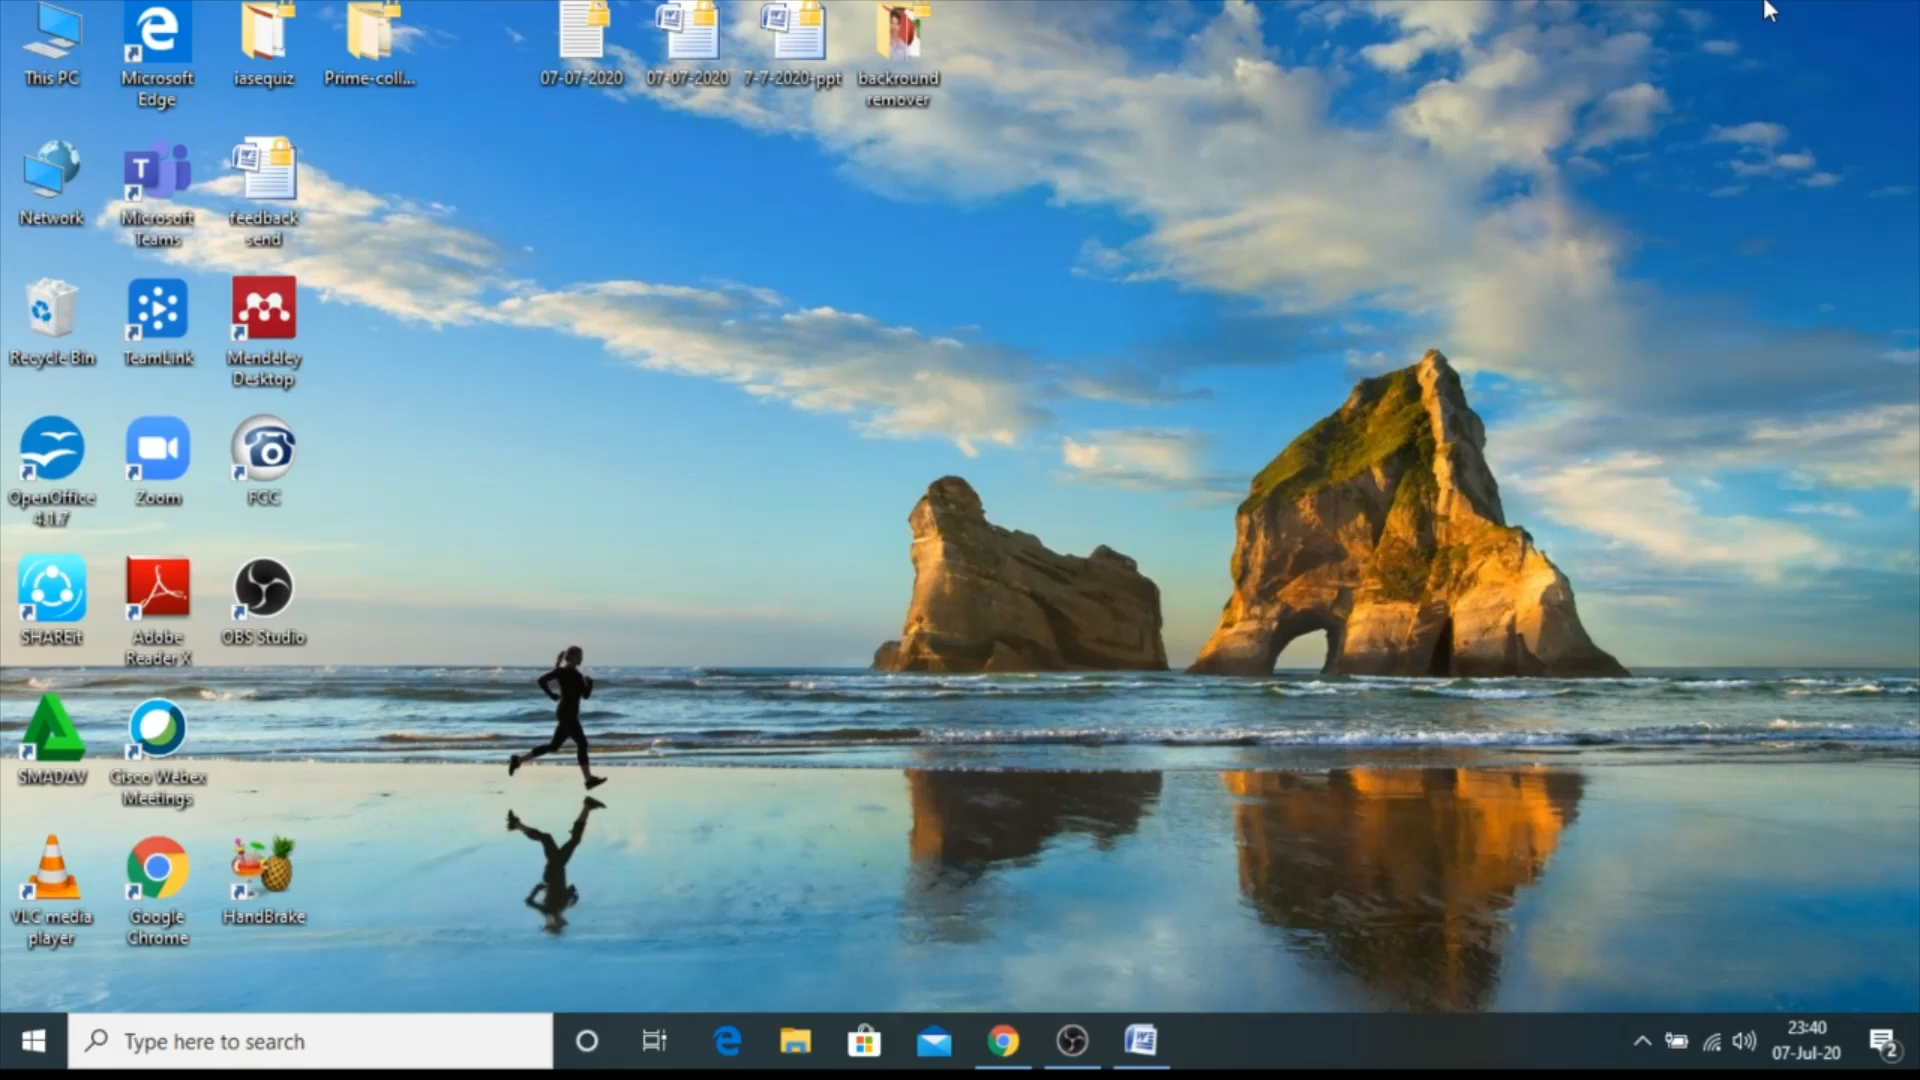 This PC
Microsoft
Edge
iasequiz
Prime-coll...
07-07-2020
07-07-2020
7-7-2020-ppt
backround
remover
Network
Microsoft
Teams
feedback
send
Recycle Bin
TeamLink
Mendeley
Desktop
OpenOffice
4.1.7
Zoom
FCC
SHAREit
Adobe
Reader X
OBS Studio
SMADAV
Cisco Webex
Meetings
VLC media
player
Google
Chrome
HandBrake
Type here to search
23:40
07-Jul-20
2